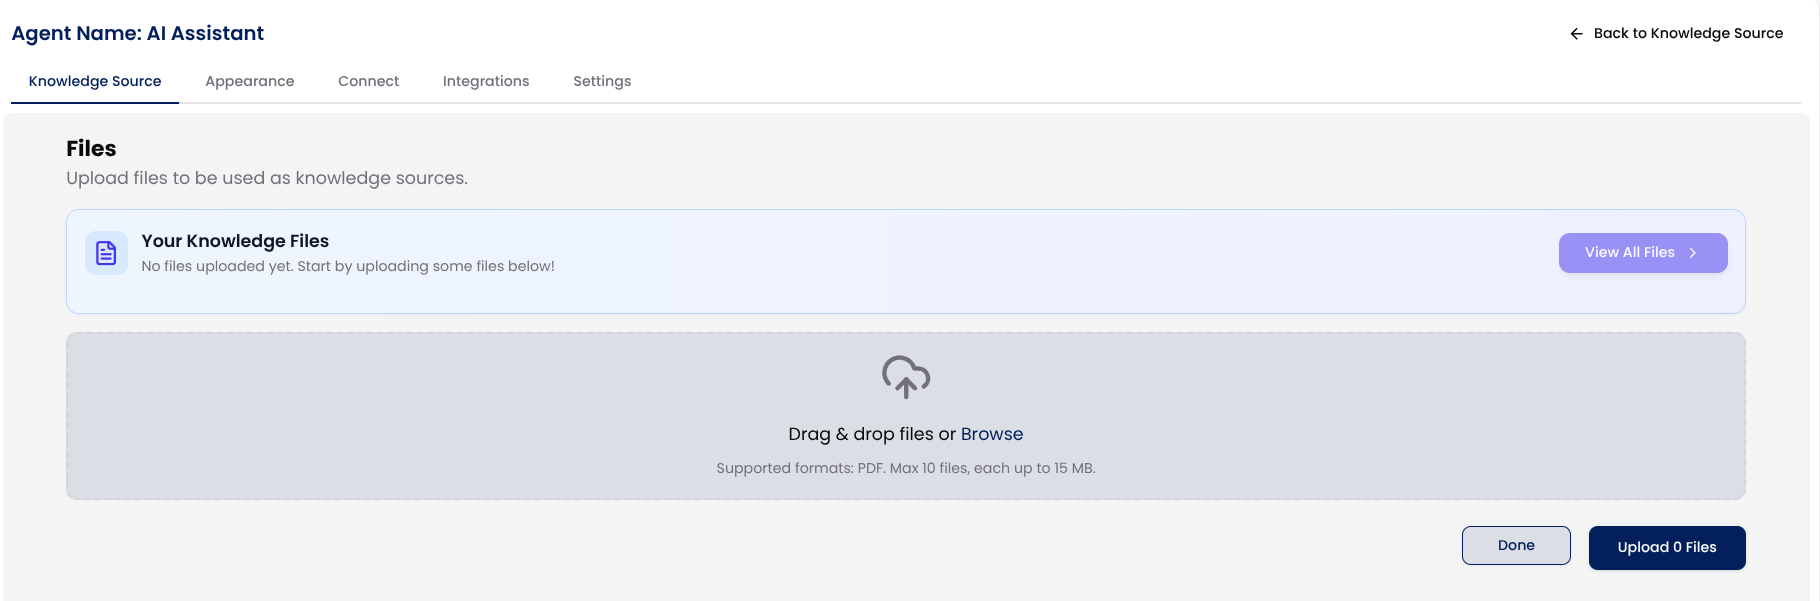 Agent Name: AI Assistant
Back to Knowledge Source
Knowledge Source
Appearance
Connect
Integrations
Settings
Files
Upload files to be used as knowledge sources.
Your Knowledge Files
No files uploaded yet. Start by uploading some files below!
View All Files
Drag & drop files or Browse
Supported formats: PDF. Max 10 files, each up to 15 MB.
Done
Upload 0 Files